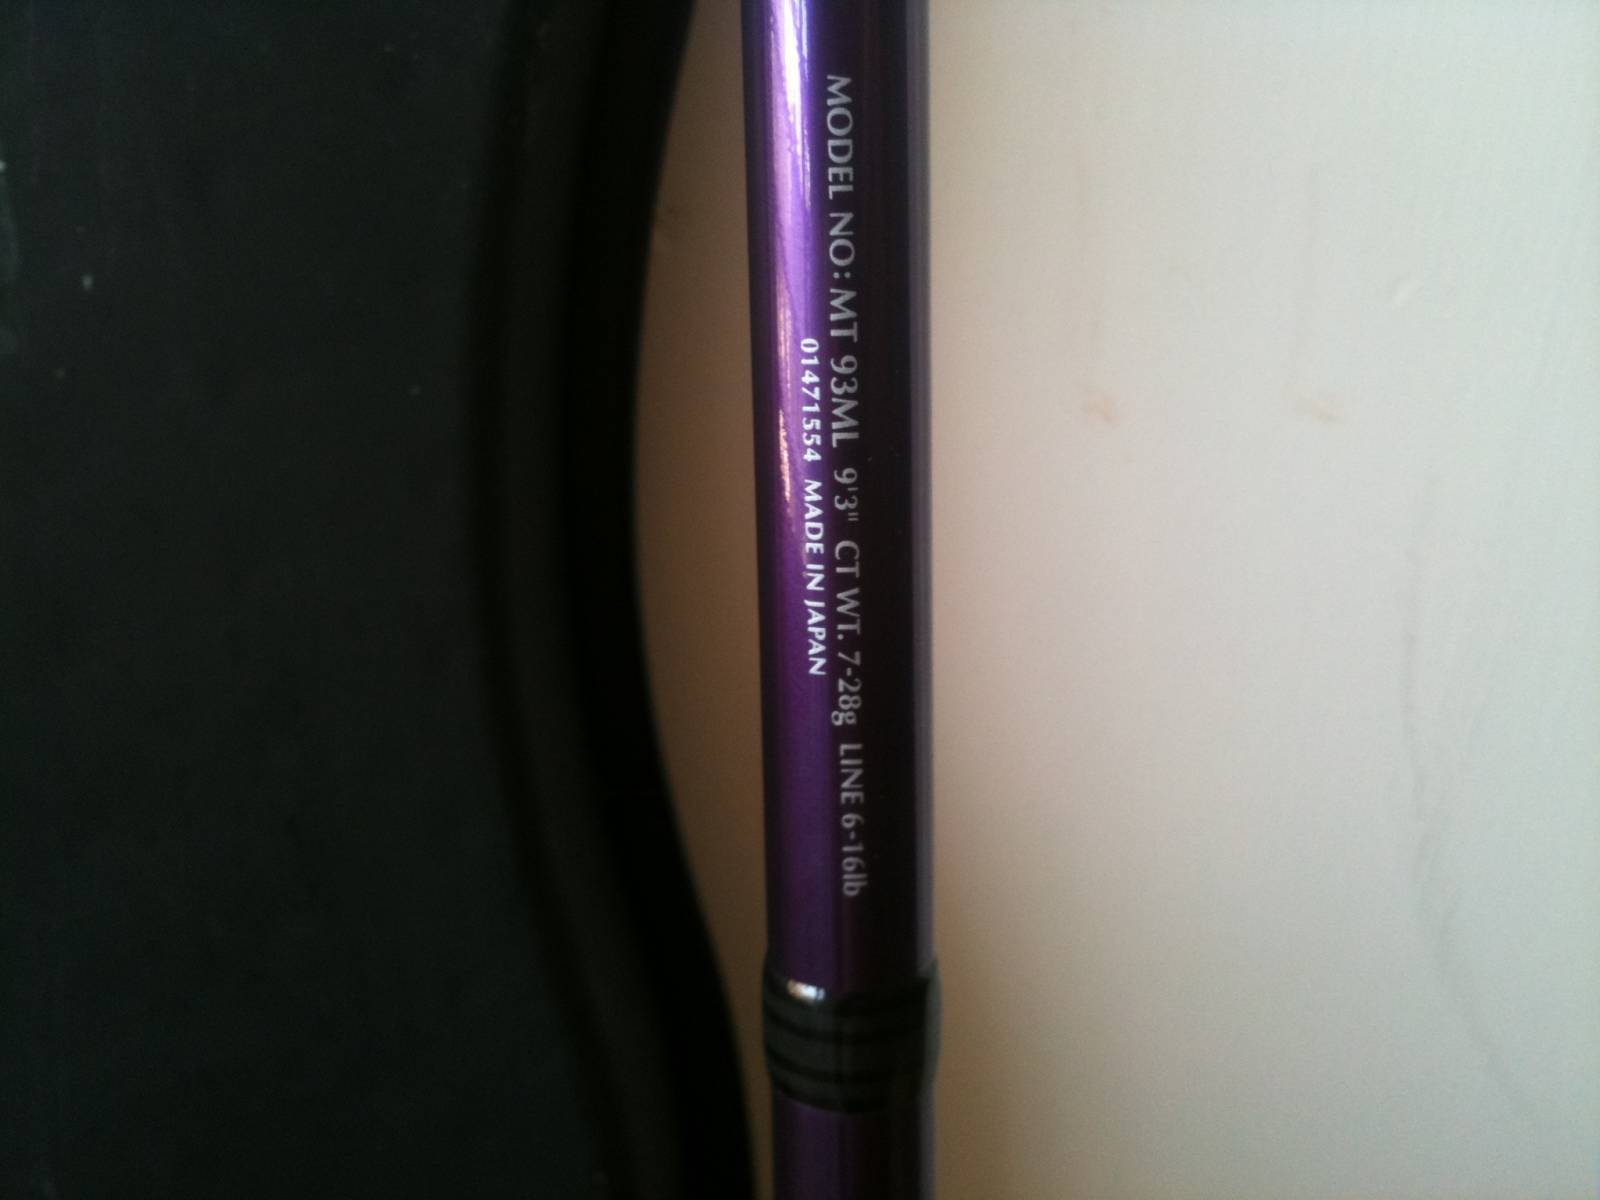 MODEL NO: MT 93ML 9'3" CT WT. 7-28g LINE 6-16lb
01471554 MADE IN JAPAN